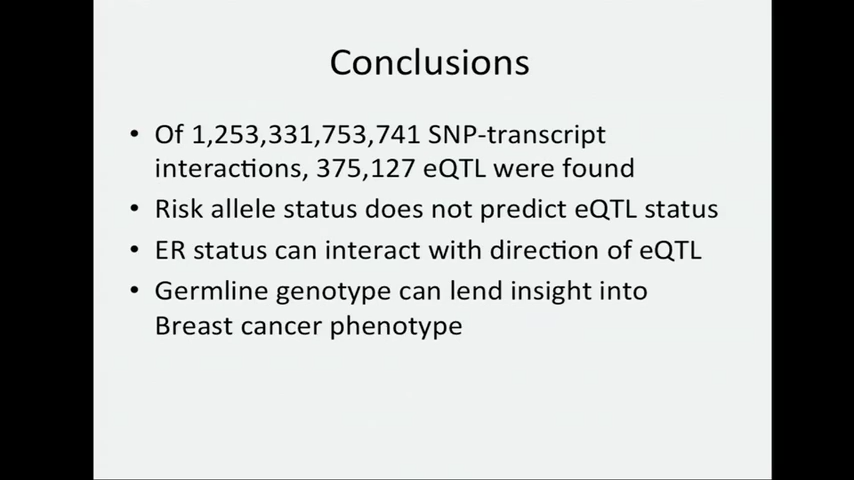 Conclusions
• Of 1,253,331,753,741 SNP-transcript
interactions, 375,127 eQTL were found
• Risk allele status does not predict eQTL status
• ER status can interact with direction of eQTL
• Germline genotype can lend insight into
Breast cancer phenotype